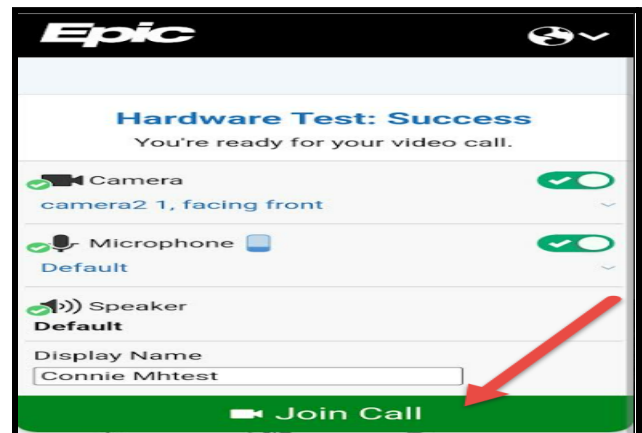 Epic
Hardware Test: Success
You're ready for your video call.
Camera
camera2 1, facing front
Microphone
Default
Speaker
Default
Display Name
Connie Mhtest
Join Call